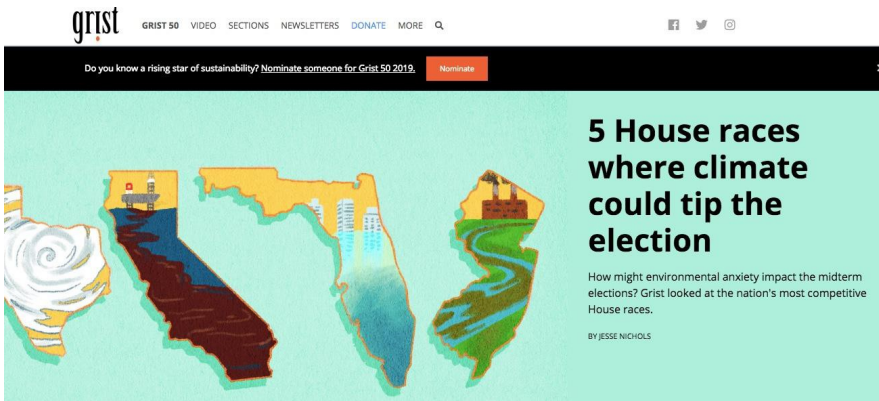 grist
GRIST 50 VIDEO SECTIONS NEWSLETTERS DONATE MORE
Do you know a rising star of sustainability? Nominate someone for Grist 50 2019. Nominate
5 House races
where climate
could tip the
election
How might environmental anxiety impact the midterm
elections? Grist looked at the nation's most competitive
House races.
BY JESSE NICHOLS